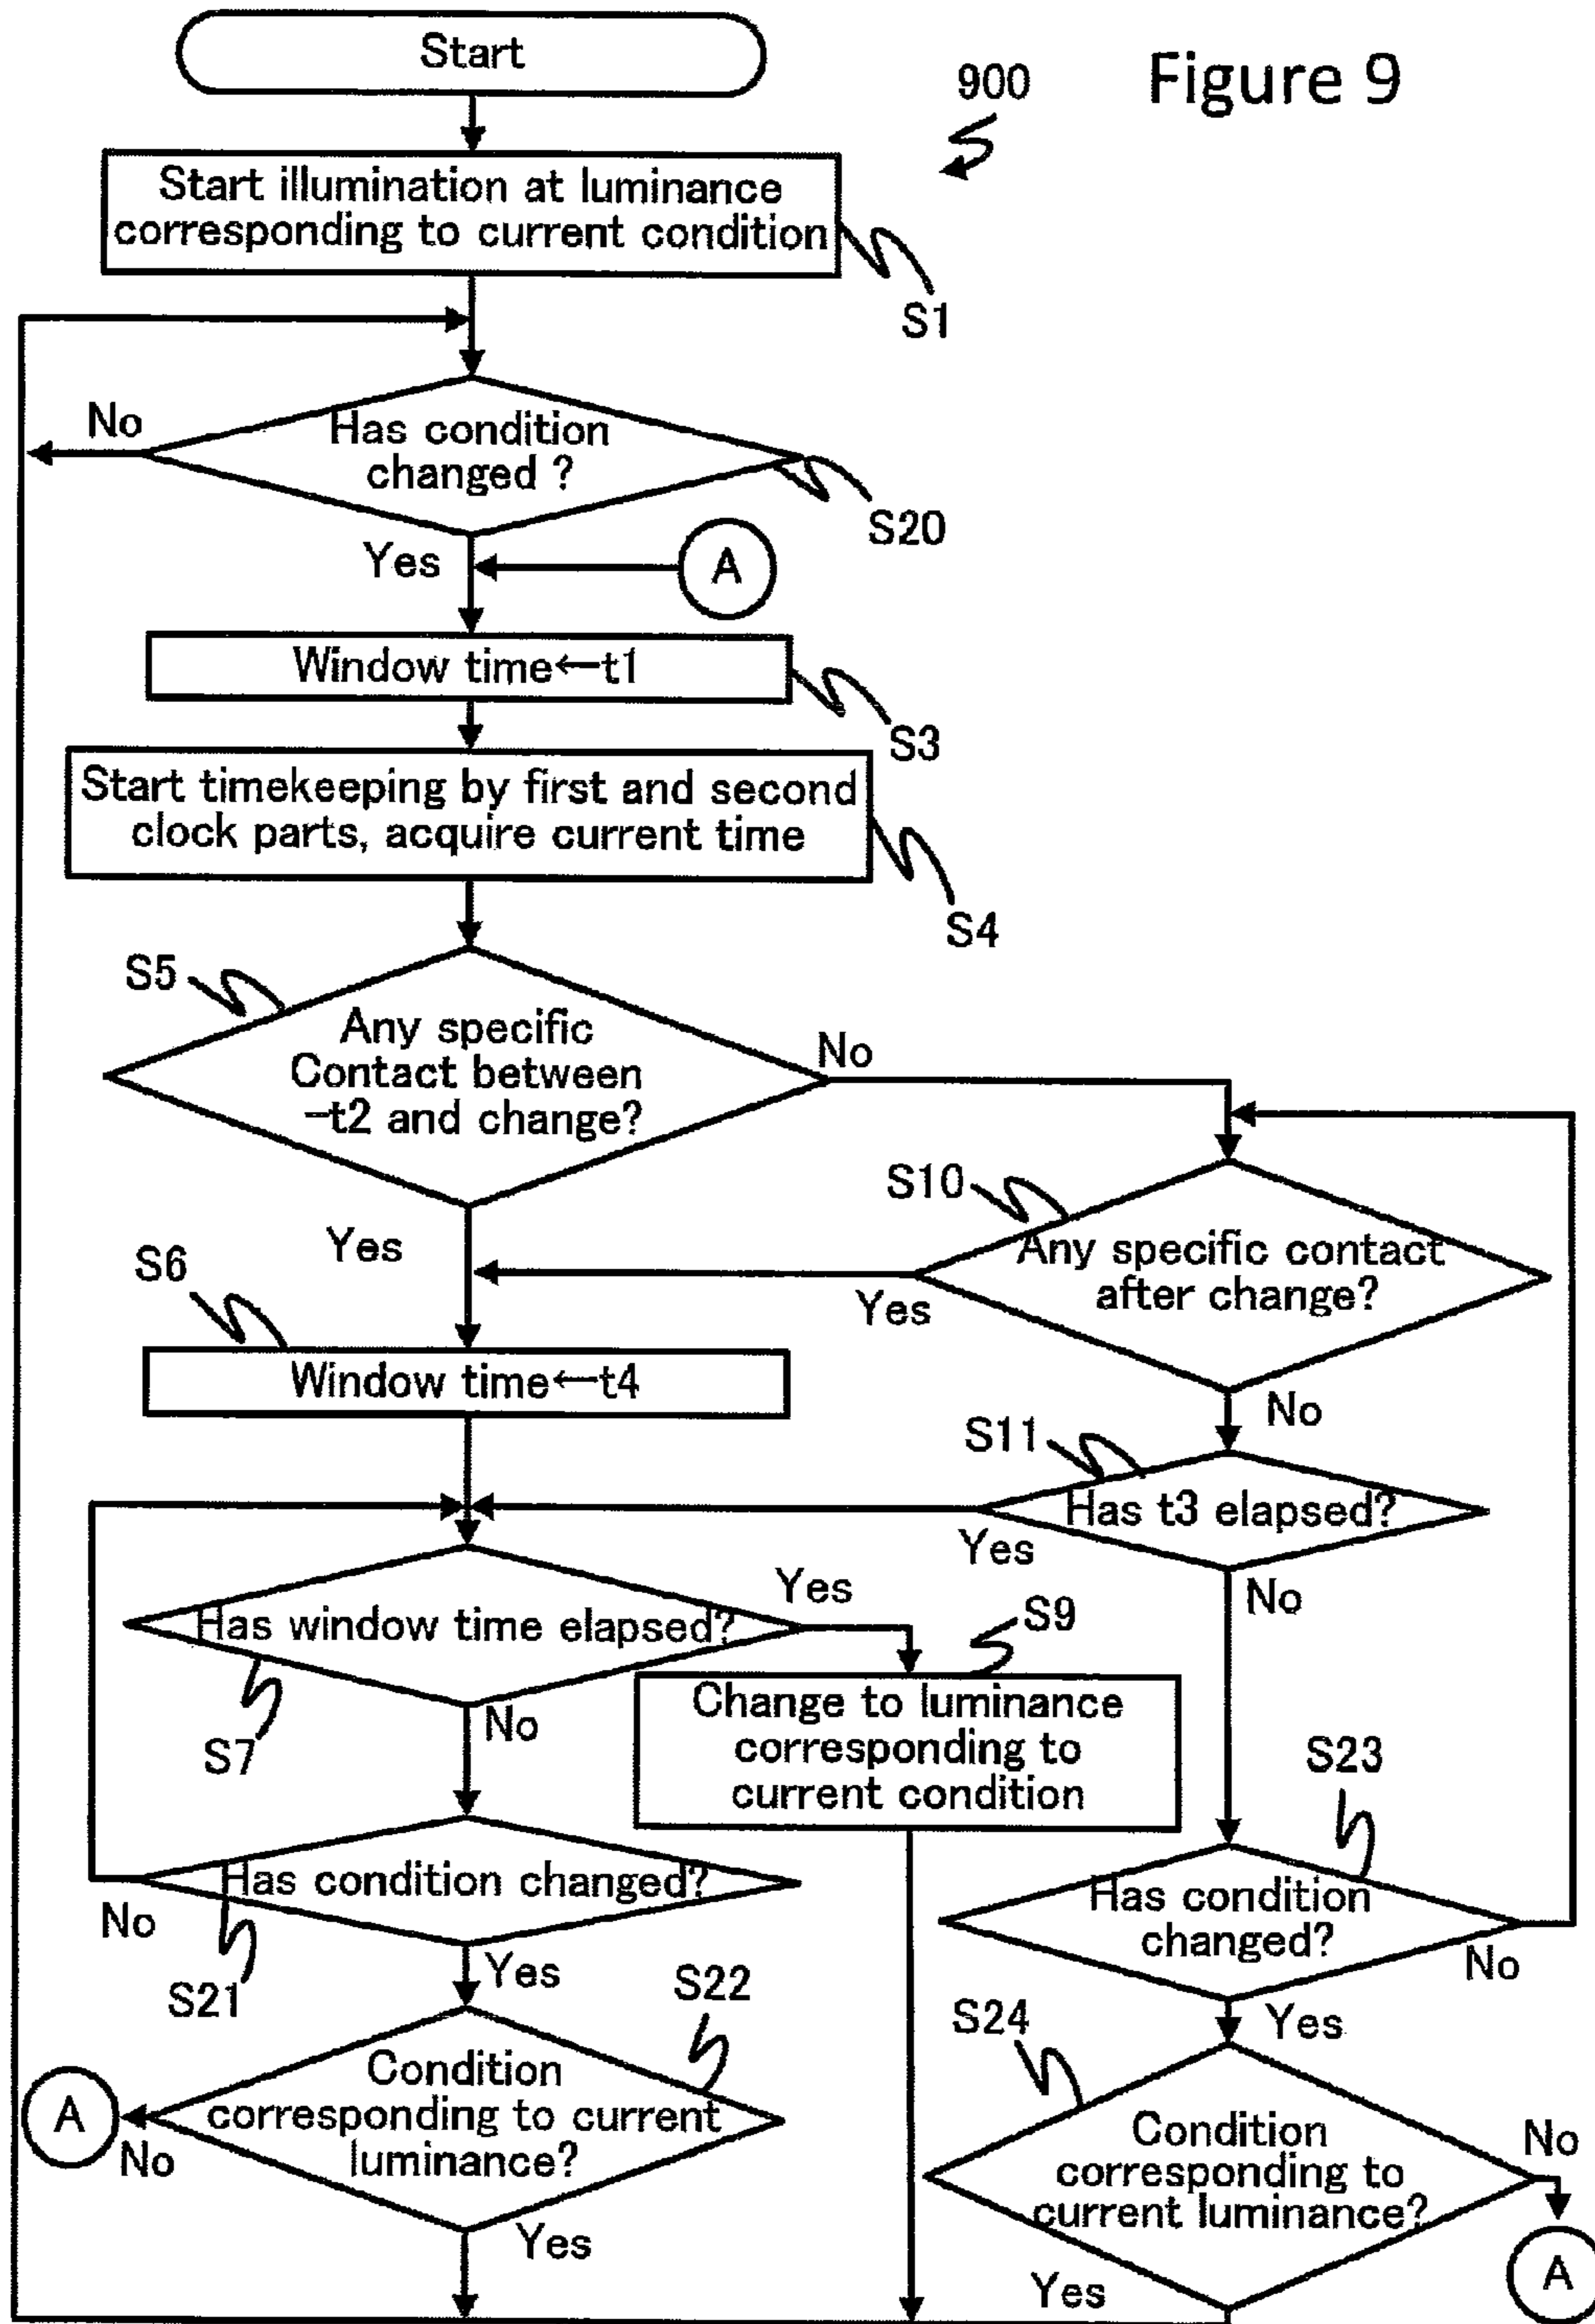 Start
900
Figure 9
Start illumination at luminance
corresponding to current condition
S1
No
Has condition
changed ?
S20
Yes
A
Window time←t1
S3
Start timekeeping by first and second
clock parts, acquire current time
S4
S5
Any specific
Contact between
-t2 and change?
No
S10
Any specific contact
after change?
Yes
Yes
S6
Window time←t4
No
S11
Has t3 elapsed?
Yes
No
Has window time elapsed?
Yes
S9
S7
No
Change to luminance
corresponding to
current condition
S23
Has condition changed?
No
Has condition
changed?
No
S21
Yes
S22
S24
Yes
Condition
corresponding to current
luminance?
A
No
Condition
corresponding to
current luminance?
No
A
Yes
Yes